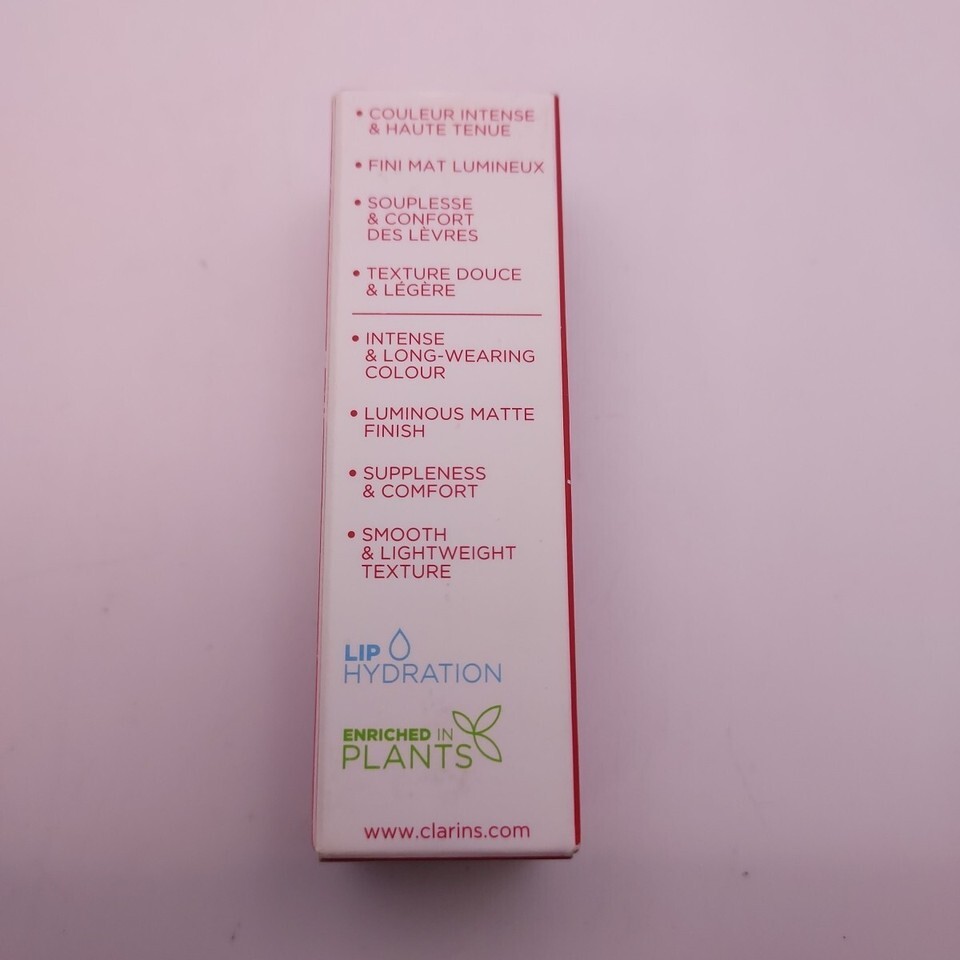 • COULEUR INTENSE
& HAUTE TENUE
• FINI MAT LUMINEUX
• SOUPLESSE
& CONFORT
DES LÈVRES
• TEXTURE DOUCE
& LÉGÈRE
• INTENSE
& LONG-WEARING
COLOUR
• LUMINOUS MATTE
FINISH
• SUPPLENESS
& COMFORT
• SMOOTH
& LIGHTWEIGHT
TEXTURE
LIP
HYDRATION
ENRICHED IN
PLANTS
www.clarins.com